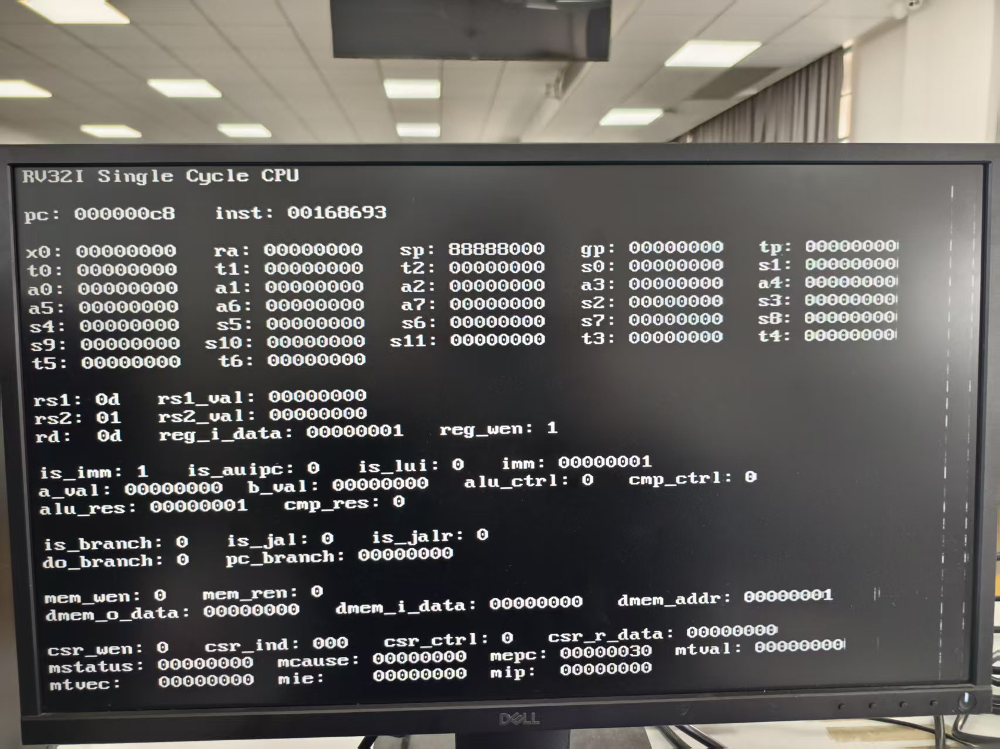 RV32I Single Cycle CPU
pc: 000000c8 inst: 00168693
x0: 00000000 ra: 00000000 sp: 88888000 gp: 00000000 tp: 00000000
t0: 00000000 t1: 00000000 t2: 00000000 s0: 00000000 s1: 00000000
a0: 00000000 a1: 00000000 a2: 00000000 a3: 00000000 a4: 00000000
a5: 00000000 a6: 00000000 a7: 00000000 s2: 00000000 s3: 00000000
s4: 00000000 s5: 00000000 s6: 00000000 s7: 00000000 s8: 00000000
s9: 00000000 s10: 00000000 s11: 00000000 t3: 00000000 t4: 00000000
t5: 00000000 t6: 00000000
rs1: 0d rs1_val: 00000000
rs2: 01 rs2_val: 00000000
rd: 0d reg_i_data: 00000001 reg_wen: 1
is_imm: 1 is_auipc: 0 is_lui: 0 imm: 00000001
a_val: 00000000 b_val: 00000000 alu_ctrl: 0 cmp_ctrl: 0
alu_res: 00000001 cmp_res: 0
is_branch: 0 is_jal: 0 is_jalr: 0
do_branch: 0 pc_branch: 00000000
mem_wen: 0 mem_ren: 0
dmem_o_data: 00000000 dmem_i_data: 00000000 dmem_addr: 00000001
csr_wen: 0 csr_ind: 000 csr_ctrl: 0 csr_r_data: 00000000
mstatus: 00000000 mcause: 00000000 mepc: 00000030 mtval: 00000000
mtvec: 00000000 mie: 00000000 mip: 00000000
DELL